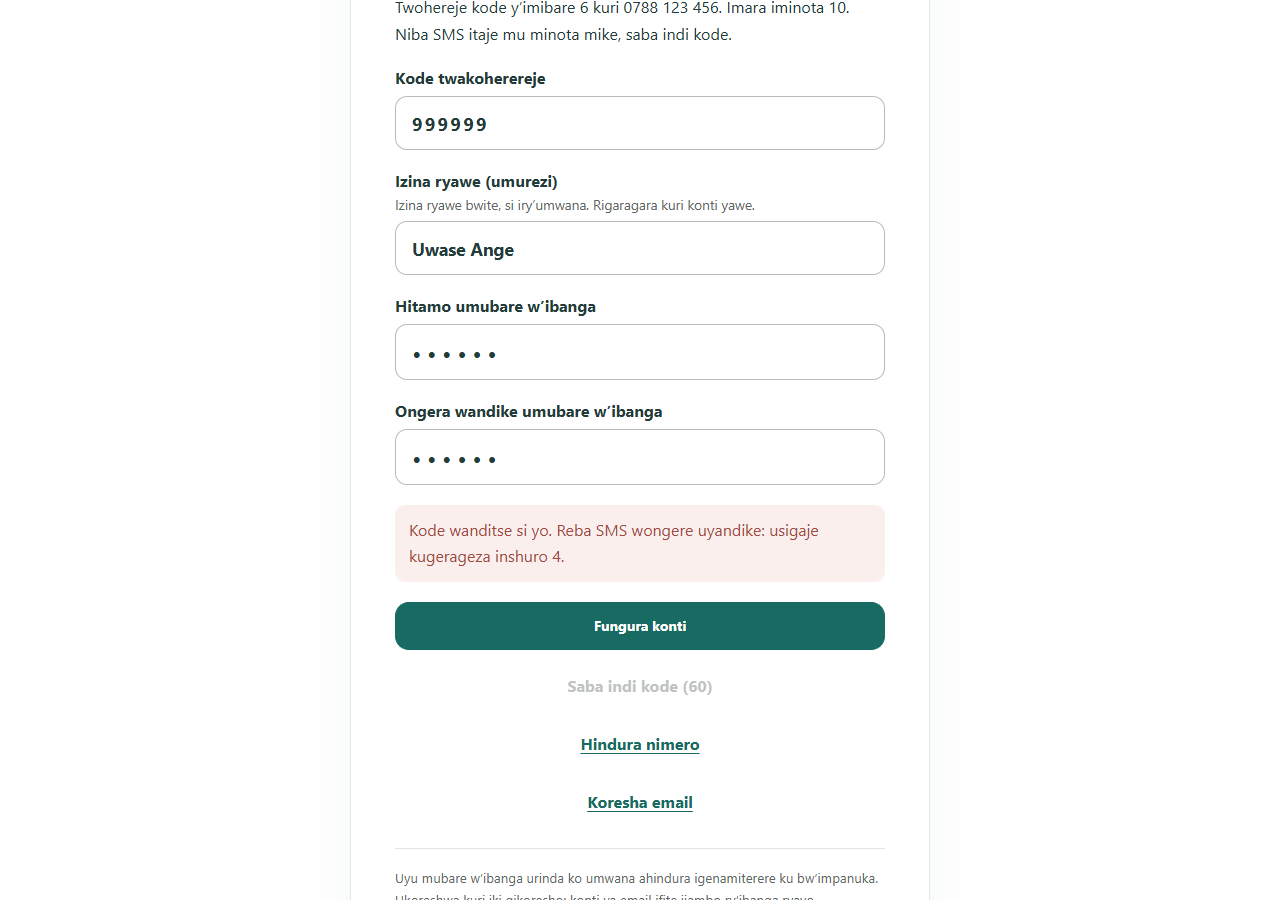 Twohereje kode y’imibare 6 kuri 0788 123 456. Imara iminota 10.
Niba SMS itaje mu minota mike, saba indi kode.
Kode twakoherereje
999999
Izina ryawe (umurezi)
Izina ryawe bwite, si iry’umwana. Rigaragara kuri konti yawe.
Uwase Ange
Hitamo umubare w’ibanga
••••••
Ongera wandike umubare w’ibanga
••••••
Kode wanditse si yo. Reba SMS wongere uyandike: usigaje
kugerageza inshuro 4.
Fungura konti
Saba indi kode (60)
Hindura nimero
Koresha email
Uyu mubare w’ibanga urinda ko umwana ahindura igenamiterere ku bw’impanuka.